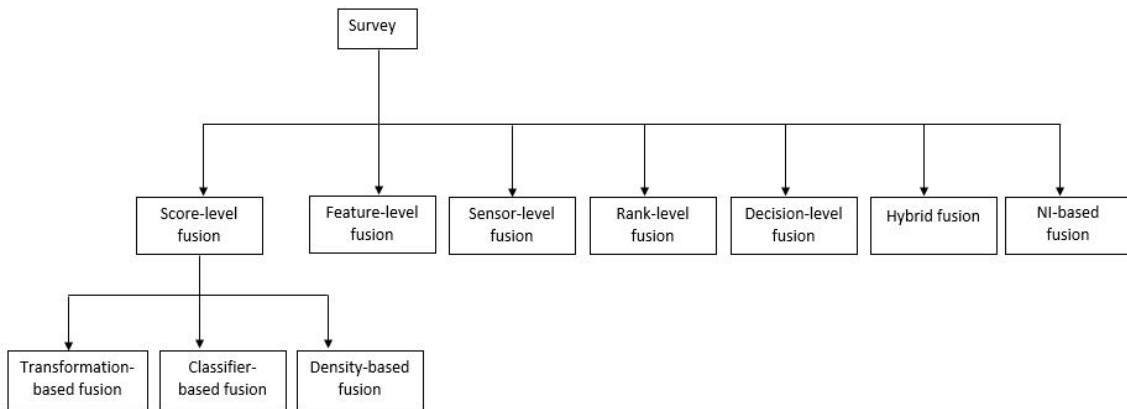 Survey
Score-level
fusion
Feature-level
fusion
Sensor-level
fusion
Rank-level
fusion
Decision-level
fusion
Hybrid fusion
NI-based
fusion
Transformation-
based fusion
Classifier-
based fusion
Density-based
fusion